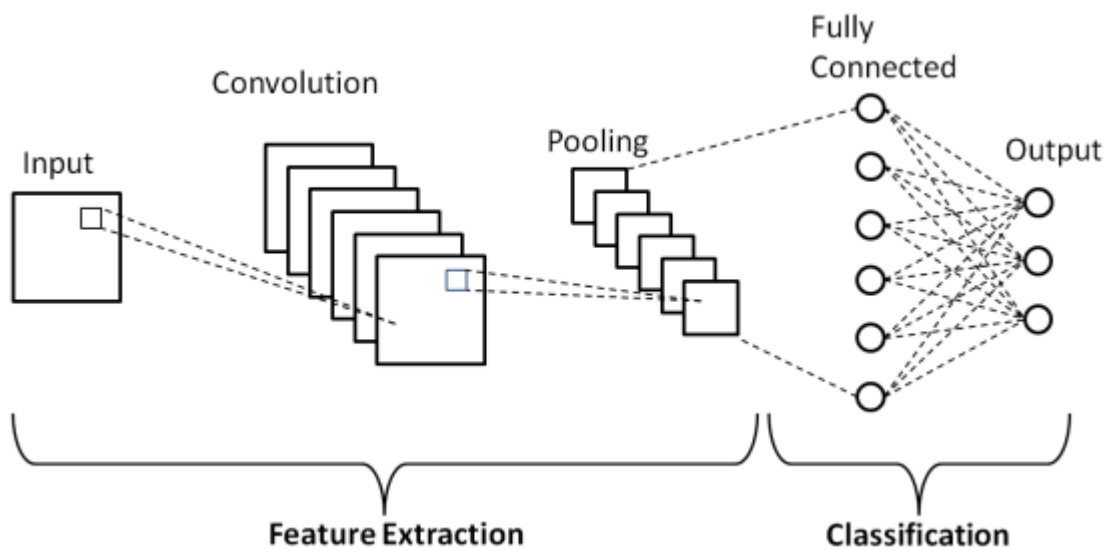 Input
Convolution
Pooling
Fully
Connected
Output
Feature Extraction
Classification